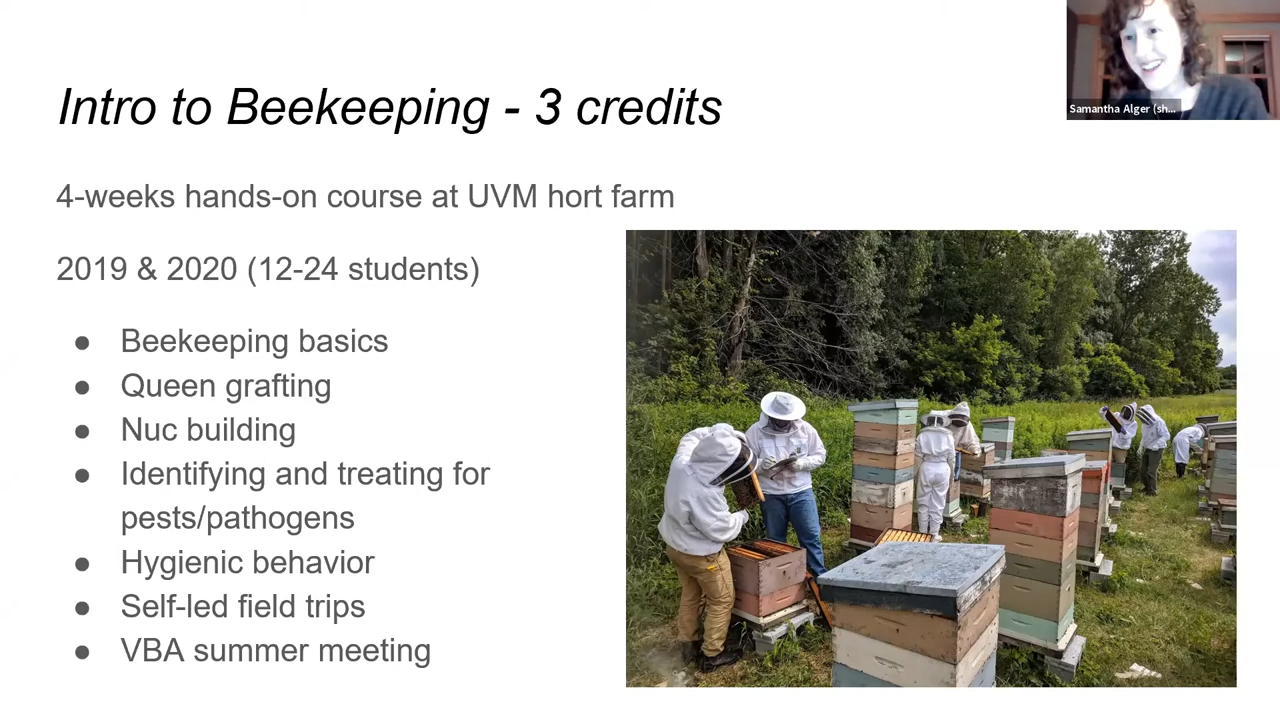 Samantha Alger (sh...
Intro to Beekeeping - 3 credits
4-weeks hands-on course at UVM hort farm
2019 & 2020 (12-24 students)
● Beekeeping basics
● Queen grafting
● Nuc building
● Identifying and treating for
pests/pathogens
● Hygienic behavior
● Self-led field trips
● VBA summer meeting